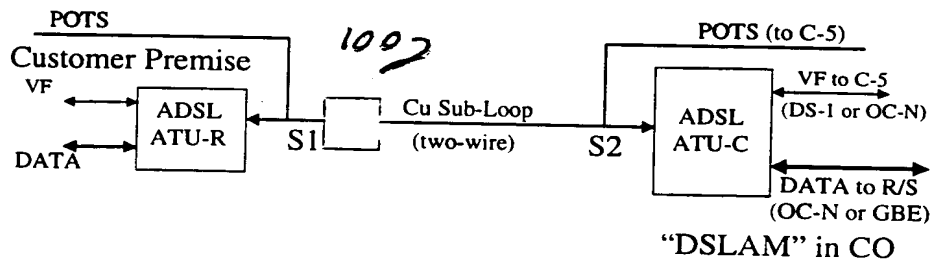 POTS
1002
POTS (to C-5)
Customer Premise
VF
DATA
ADSL
ATU-R
S1
Cu Sub-Loop
(two-wire)
S2
ADSL
ATU-C
VF to C-5
(DS-1 or OC-N)
DATA to R/S
(OC-N or GBE)
“DSLAM” in CO